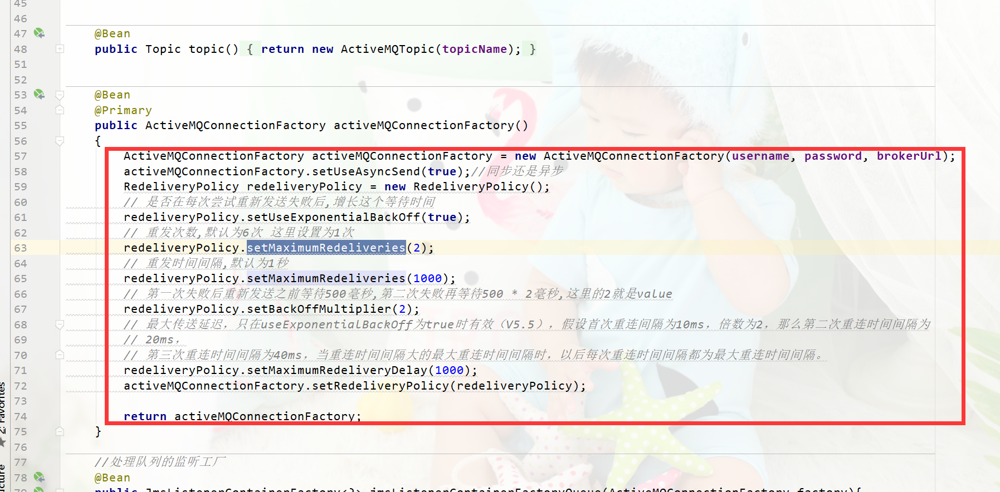 45
46
47 @Bean
48 public Topic topic() { return new ActiveMQTopic(topicName); }
51
52
53 @Bean
54 @Primary
55 public ActiveMQConnectionFactory activeMQConnectionFactory()
56 {
57 ActiveMQConnectionFactory activeMQConnectionFactory = new ActiveMQConnectionFactory(username, password, brokerUrl);
58 activeMQConnectionFactory.setUseAsyncSend(true);//同步还是异步
59 RedeliveryPolicy redeliveryPolicy = new RedeliveryPolicy();
60 // 是否在每次尝试重新发送失败后,增长这个等待时间
61 redeliveryPolicy.setUseExponentialBackOff(true);
62 // 重发次数,默认为6次 这里设置为1次
63 redeliveryPolicy.setMaximumRedeliveries(2);
64 // 重发时间间隔,默认为1秒
65 redeliveryPolicy.setMaximumRedeliveries(1000);
66 // 第一次失败后重新发送之前等待500毫秒,第二次失败再等待500 * 2毫秒,这里的2就是value
67 redeliveryPolicy.setBackOffMultiplier(2);
68 // 最大传送延迟，只在useExponentialBackOff为true时有效（V5.5），假设首次重连间隔为10ms，倍数为2，那么第二次重连时间间隔为
69 // 20ms，
70 // 第三次重连时间间隔为40ms，当重连时间间隔大的最大重连时间间隔时，以后每次重连时间间隔都为最大重连时间间隔。
71 redeliveryPolicy.setMaximumRedeliveryDelay(1000);
72 activeMQConnectionFactory.setRedeliveryPolicy(redeliveryPolicy);
73
74 return activeMQConnectionFactory;
75 }
76
77 //处理队列的监听工厂
78 @Bean
79 public JmsListenerContainerFactory<?> jmsListenerContainerFactoryQueue(ActiveMQConnectionFactory factory){
2: Favorites